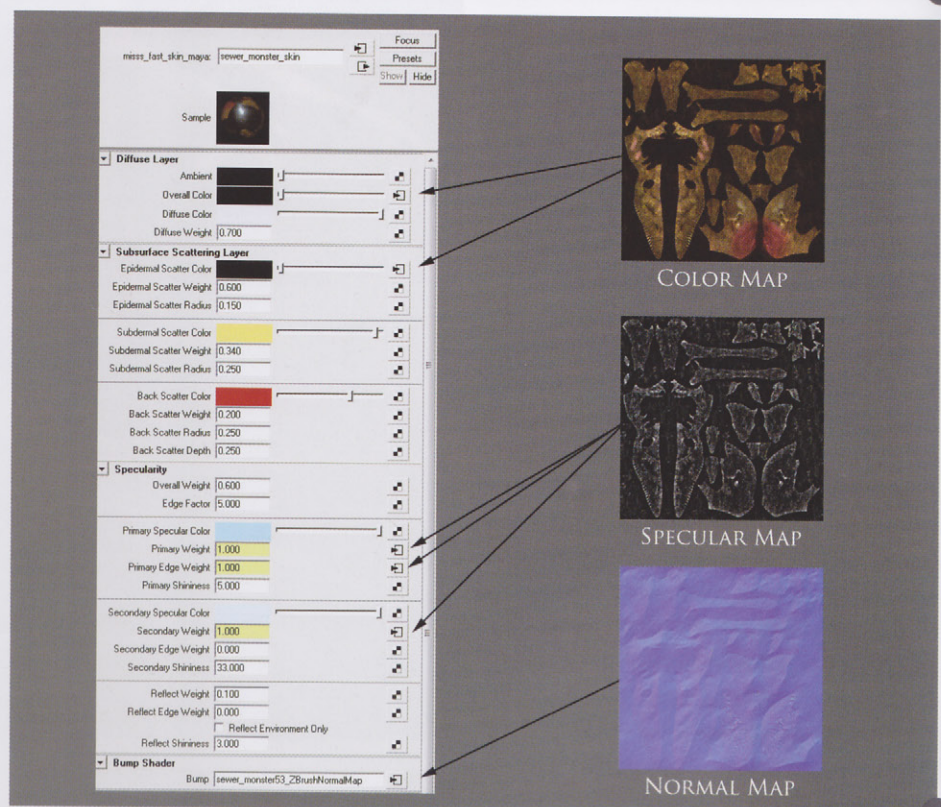 misss_fast_skin_maya: sewer_monster_skin
Focus
Presets
Show Hide
Sample
Diffuse Layer
Ambient
Overall Color
Diffuse Color
Diffuse Weight 0.700
Subsurface Scattering Layer
Epidermal Scatter Color
Epidermal Scatter Weight 0.600
Epidermal Scatter Radius 0.150
Subdermal Scatter Color
Subdermal Scatter Weight 0.340
Subdermal Scatter Radius 0.250
Back Scatter Color
Back Scatter Weight 0.200
Back Scatter Radius 0.250
Back Scatter Depth 0.250
Specularity
Overall Weight 0.600
Edge Factor 5.000
Primary Specular Color
Primary Weight 1.000
Primary Edge Weight 1.000
Primary Shininess 5.000
Secondary Specular Color
Secondary Weight 1.000
Secondary Edge Weight 0.000
Secondary Shininess 33.000
Reflect Weight 0.100
Reflect Edge Weight 0.000
Reflect Environment Only
Reflect Shininess 3.000
Bump Shader
Bump sewer_monster53_ZBrushNormalMap
COLOR MAP
SPECULAR MAP
NORMAL MAP